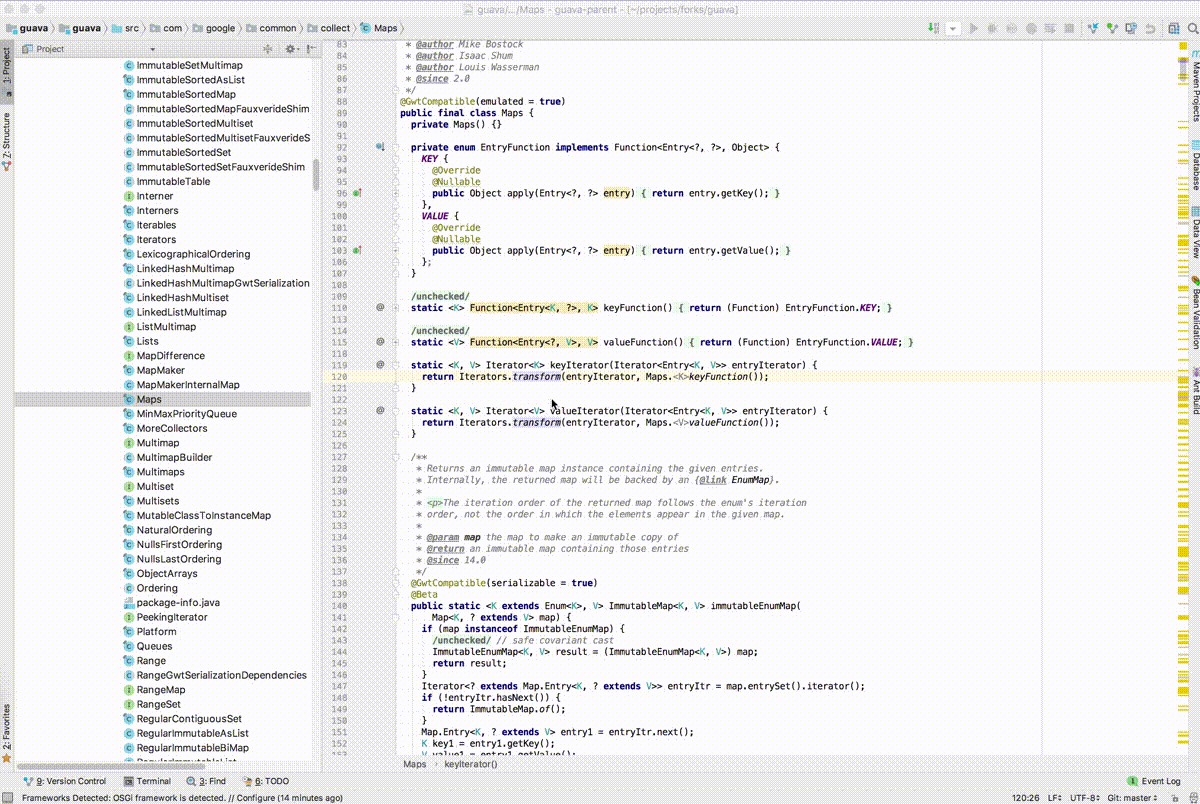 guava/.../Maps - guava-parent - [~/projects/forks/guava]
guava guava src com google common collect Maps
Project
1: Project
Z: Structure
2: Favorites
ImmutableSetMultimap
ImmutableSortedAsList
ImmutableSortedMap
ImmutableSortedMapFauxverideShim
ImmutableSortedMultiset
ImmutableSortedMultisetFauxverideS
ImmutableSortedSet
ImmutableSortedSetFauxverideShim
ImmutableTable
Interner
Interners
Iterables
Iterators
LexicographicalOrdering
LinkedHashMultimap
LinkedHashMultimapGwtSerialization
LinkedHashMultiset
LinkedListMultimap
ListMultimap
Lists
MapDifference
MapMaker
MapMakerInternalMap
Maps
MinMaxPriorityQueue
MoreCollectors
Multimap
MultimapBuilder
Multimaps
Multiset
Multisets
MutableClassToInstanceMap
NaturalOrdering
NullsFirstOrdering
NullsLastOrdering
ObjectArrays
Ordering
package-info.java
PeekingIterator
Platform
Queues
Range
RangeGwtSerializationDependencies
RangeMap
RangeSet
RegularContiguousSet
RegularImmutableAsList
RegularImmutableBiMap
83 * @author Mike Bostock
84 * @author Isaac Shum
85 * @author Louis Wasserman
86 * @since 2.0
87 */
88 @GwtCompatible(emulated = true)
89 public final class Maps {
90 private Maps() {}
91
92 private enum EntryFunction implements Function<Entry<?, ?>, Object> {
93 KEY {
94 @Override
95 @Nullable
96 public Object apply(Entry<?, ?> entry) { return entry.getKey(); }
99 },
100 VALUE {
101 @Override
102 @Nullable
103 public Object apply(Entry<?, ?> entry) { return entry.getValue(); }
106 };
107 }
108
109 /unchecked/
110 static <K> Function<Entry<K, ?>, K> keyFunction() { return (Function) EntryFunction.KEY; }
113
114 /unchecked/
115 static <V> Function<Entry<?, V>, V> valueFunction() { return (Function) EntryFunction.VALUE; }
118
119 static <K, V> Iterator<K> keyIterator(Iterator<Entry<K, V>> entryIterator) {
120 return Iterators.transform(entryIterator, Maps.<K>keyFunction());
121 }
122
123 static <K, V> Iterator<V> valueIterator(Iterator<Entry<K, V>> entryIterator) {
124 return Iterators.transform(entryIterator, Maps.<V>valueFunction());
125 }
126
127 /**
128 * Returns an immutable map instance containing the given entries.
129 * Internally, the returned map will be backed by an {@link EnumMap}.
130 *
131 * <p>The iteration order of the returned map follows the enum's iteration
132 * order, not the order in which the elements appear in the given map.
133 *
134 * @param map the map to make an immutable copy of
135 * @return an immutable map containing those entries
136 * @since 14.0
137 */
138 @GwtCompatible(serializable = true)
139 @Beta
140 public static <K extends Enum<K>, V> ImmutableMap<K, V> immutableEnumMap(
141 Map<K, ? extends V> map) {
142 if (map instanceof ImmutableEnumMap) {
143 /unchecked/ // safe covariant cast
144 ImmutableEnumMap<K, V> result = (ImmutableEnumMap<K, V>) map;
145 return result;
146 }
147 Iterator<? extends Map.Entry<K, ? extends V>> entryItr = map.entrySet().iterator();
148 if (!entryItr.hasNext()) {
149 return ImmutableMap.of();
150 }
151 Map.Entry<K, ? extends V> entry1 = entryItr.next();
152 K key1 = entry1.getKey();
Maps keyIterator()
Maven Projects
Database
Data View
Bean Validation
Ant Build
9: Version Control Terminal 3: Find 6: TODO Event Log
Frameworks Detected: OSGi framework is detected. // Configure (14 minutes ago) 120:26 LF UTF-8 Git: master